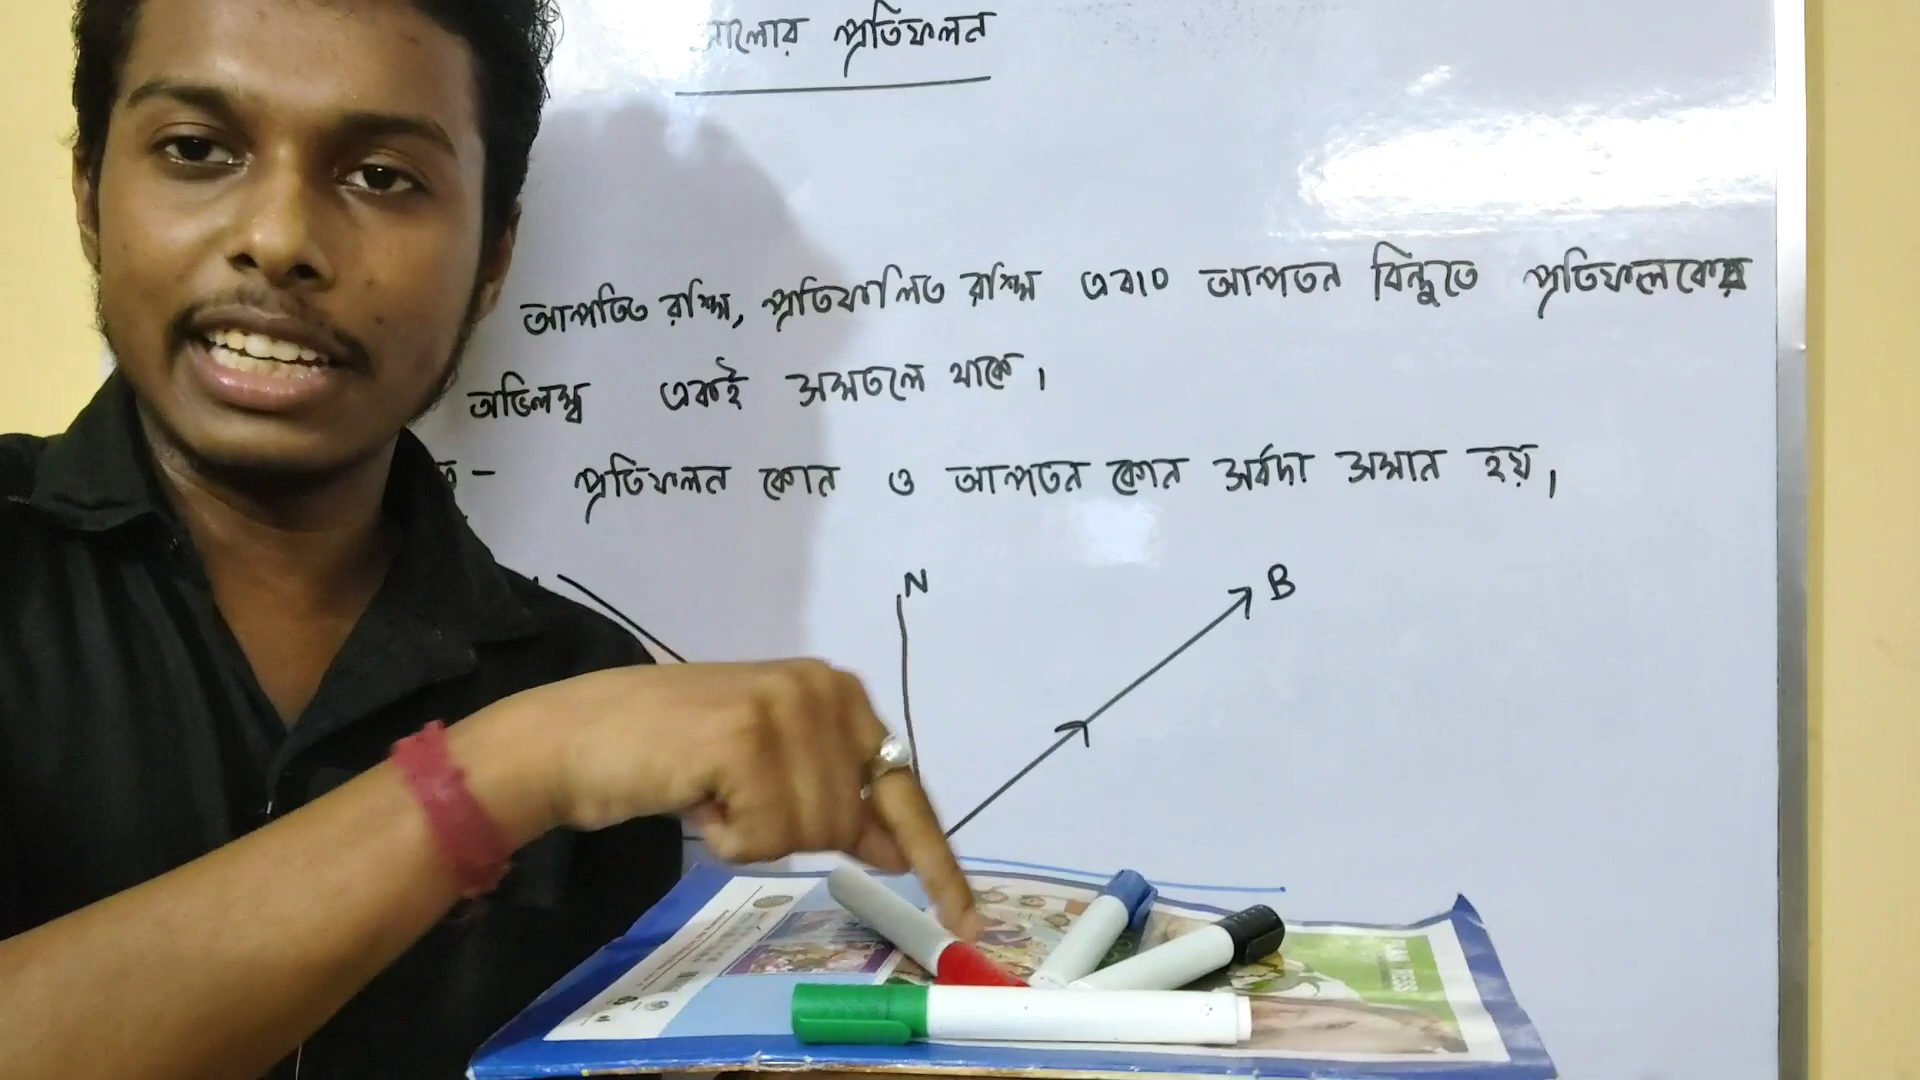 প্রতিফলন
আপতিত রশ্মি, প্রতিফলিত রশ্মি এবং আপতন বিন্দুতে প্রতিফলকের
অভিলম্ব একই সমতলে থাকে।
– প্রতিফলন কোন ও আপতন কোন সর্বদা সমান হয়।
N
B